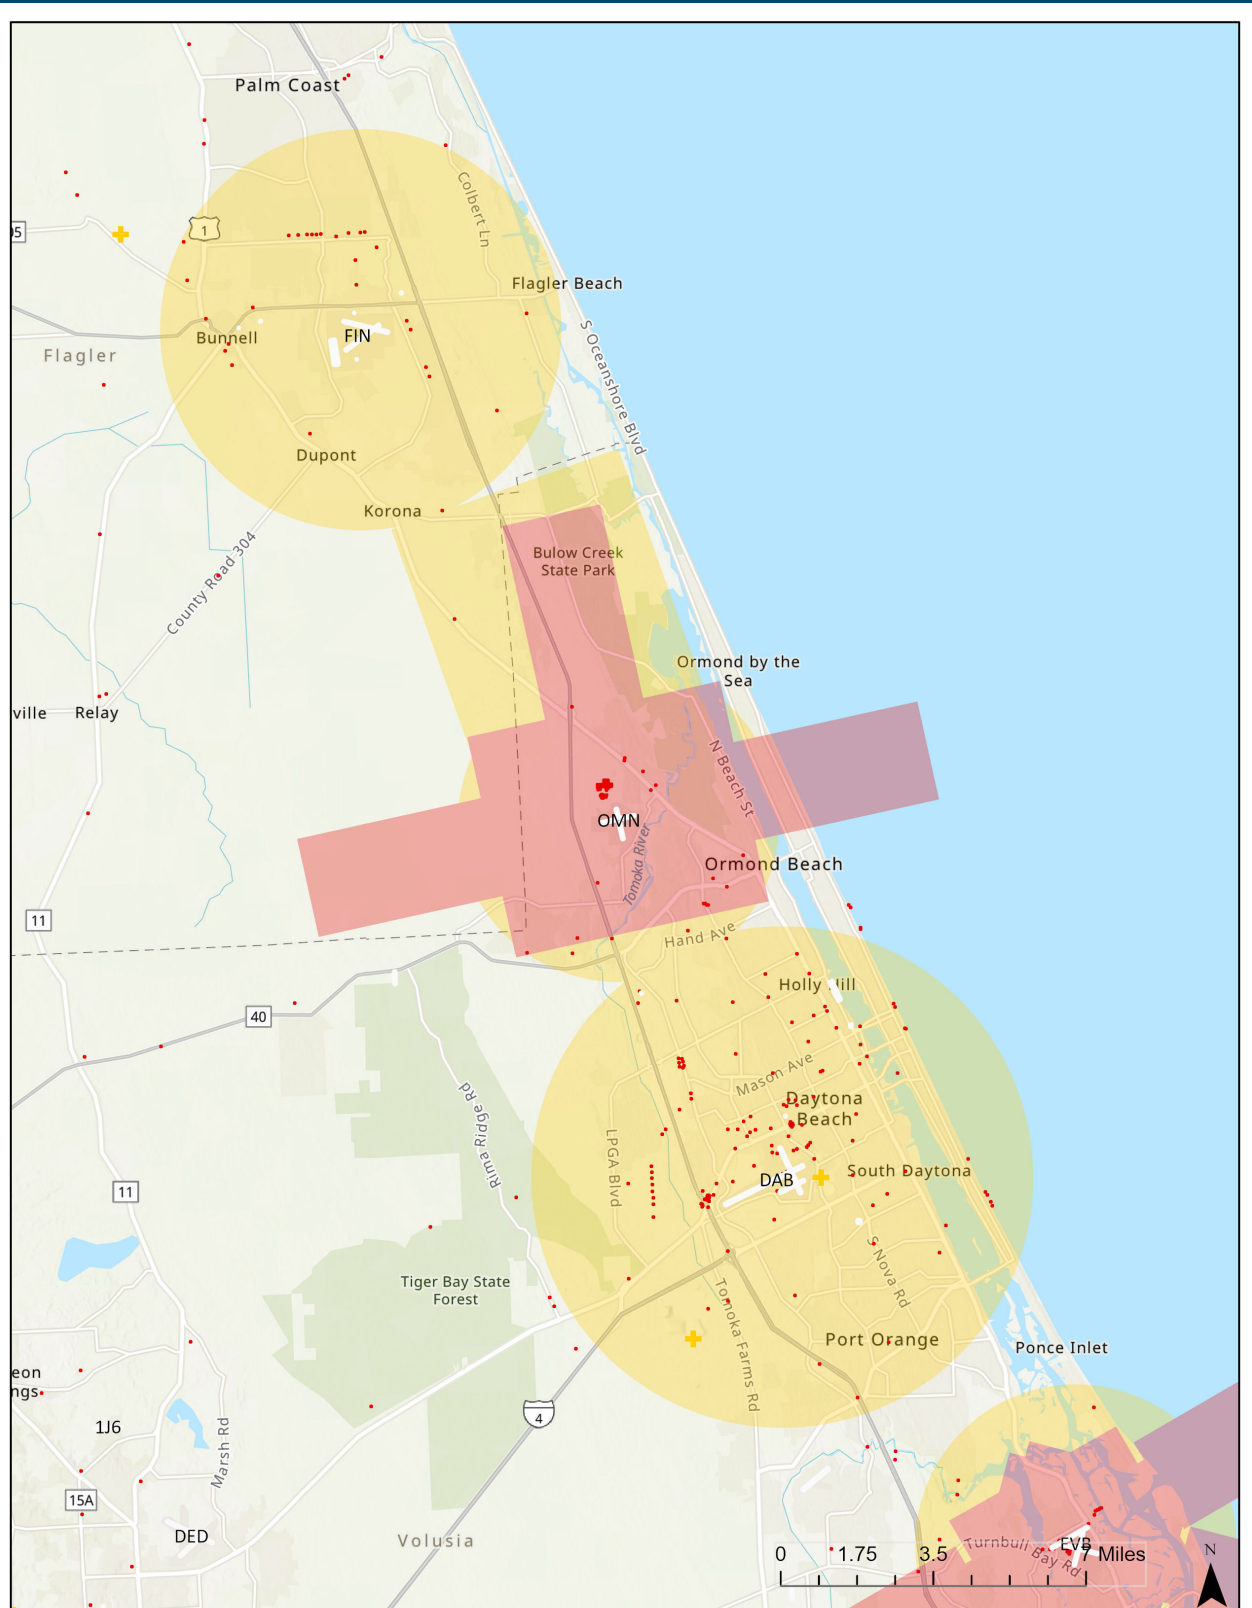 Palm Coast
Colbert Ln
05
1
Flagler Beach
Bunnell
FIN
Flagler
S Oceanshore Blvd
Dupont
Korona
Bulow Creek
State Park
County Road 304
Ormond by the
Sea
ville
Relay
N Beach St
OMN
Tomoka River
Ormond Beach
11
Hand Ave
Holly Hill
40
Mason Ave
Daytona
Beach
Rima Ridge Rd
LPGA Blvd
South Daytona
DAB
11
S Nova Rd
Tiger Bay State
Forest
Tomoka Farms Rd
Port Orange
Ponce Inlet
eon
ngs
4
1J6
Marsh Rd
15A
DED
Volusia
Turnbull Bay Rd
EVB
0 1.75 3.5 7 Miles
N